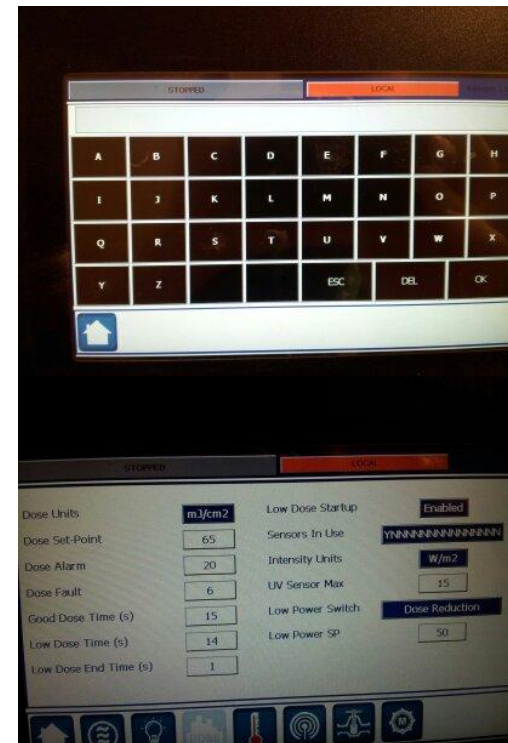 STOPPED LOCAL
A B C D E F G H
I J K L M N O P
Q R S T U V W X
Y Z ESC DEL OK
STOPPED LOCAL
Dose Units mJ/cm2 Low Dose Startup Enabled
Dose Set-Point 65 Sensors In Use YNNNNNNNNNNNNNNN
Dose Alarm 20 Intensity Units W/m2
Dose Fault 6 UV Sensor Max 15
Good Dose Time (s) 15 Low Power Switch Dose Reduction
Low Dose Time (s) 14 Low Power SP 50
Low Dose End Time (s) 1
DOSE M